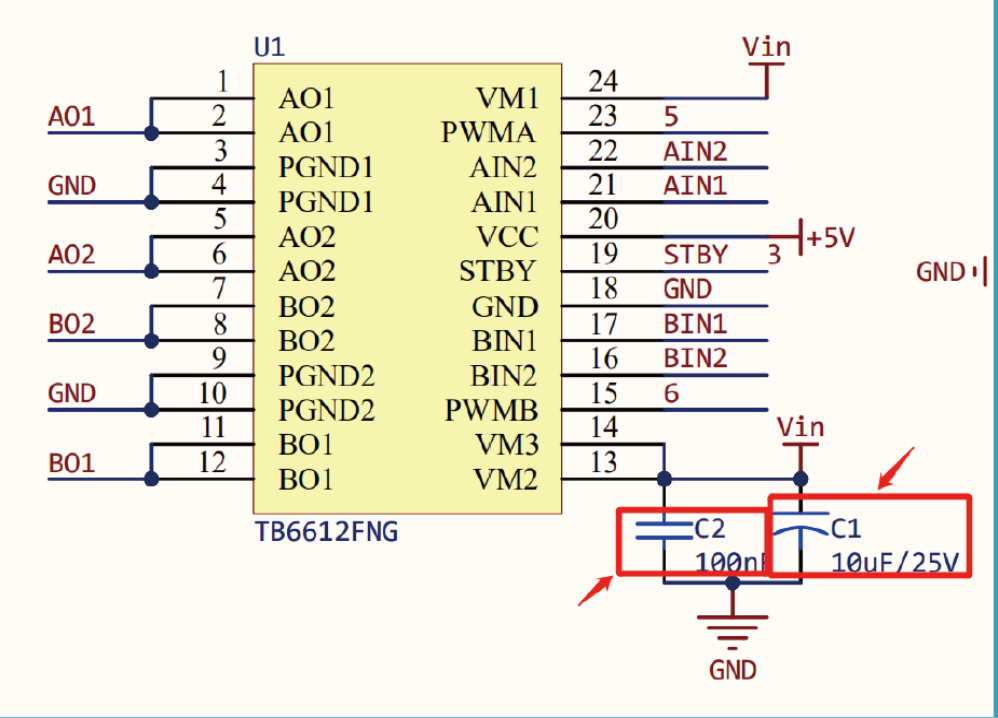 U1
Vin
1 AO1 VM1 24
AO1 2 AO1 PWMA 23 5
3 PGND1 AIN2 22 AIN2
GND 4 PGND1 AIN1 21 AIN1
5 AO2 VCC 20 +5V
AO2 6 AO2 STBY 19 STBY 3
GND
7 BO2 GND 18 GND
BO2 8 BO2 BIN1 17 BIN1
9 PGND2 BIN2 16 BIN2
GND 10 PGND2 PWMB 15 6
11 BO1 VM3 14 Vin
BO1 12 BO1 VM2 13
TB6612FNG
C2 C1
100nF 10uF/25V
GND